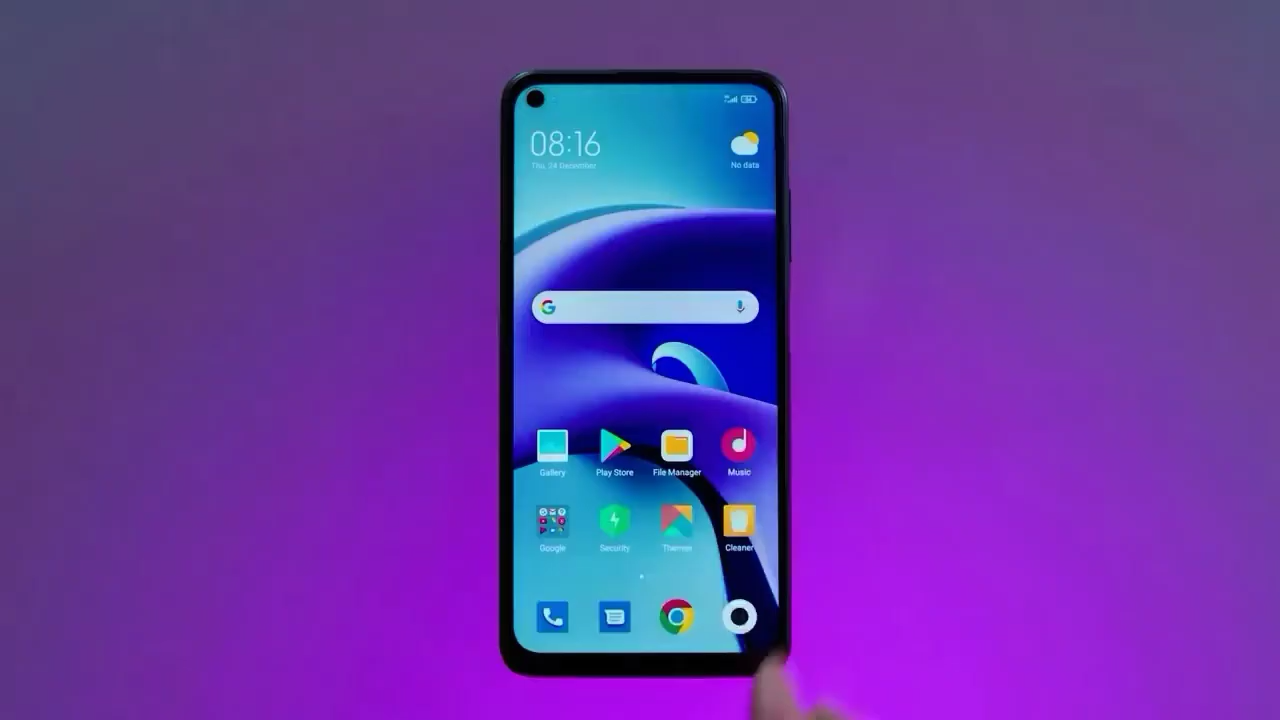 08:16
Thu, 24 December
No data
Gallery
Play Store
File Manager
Music
Google
Security
Themes
Cleaner